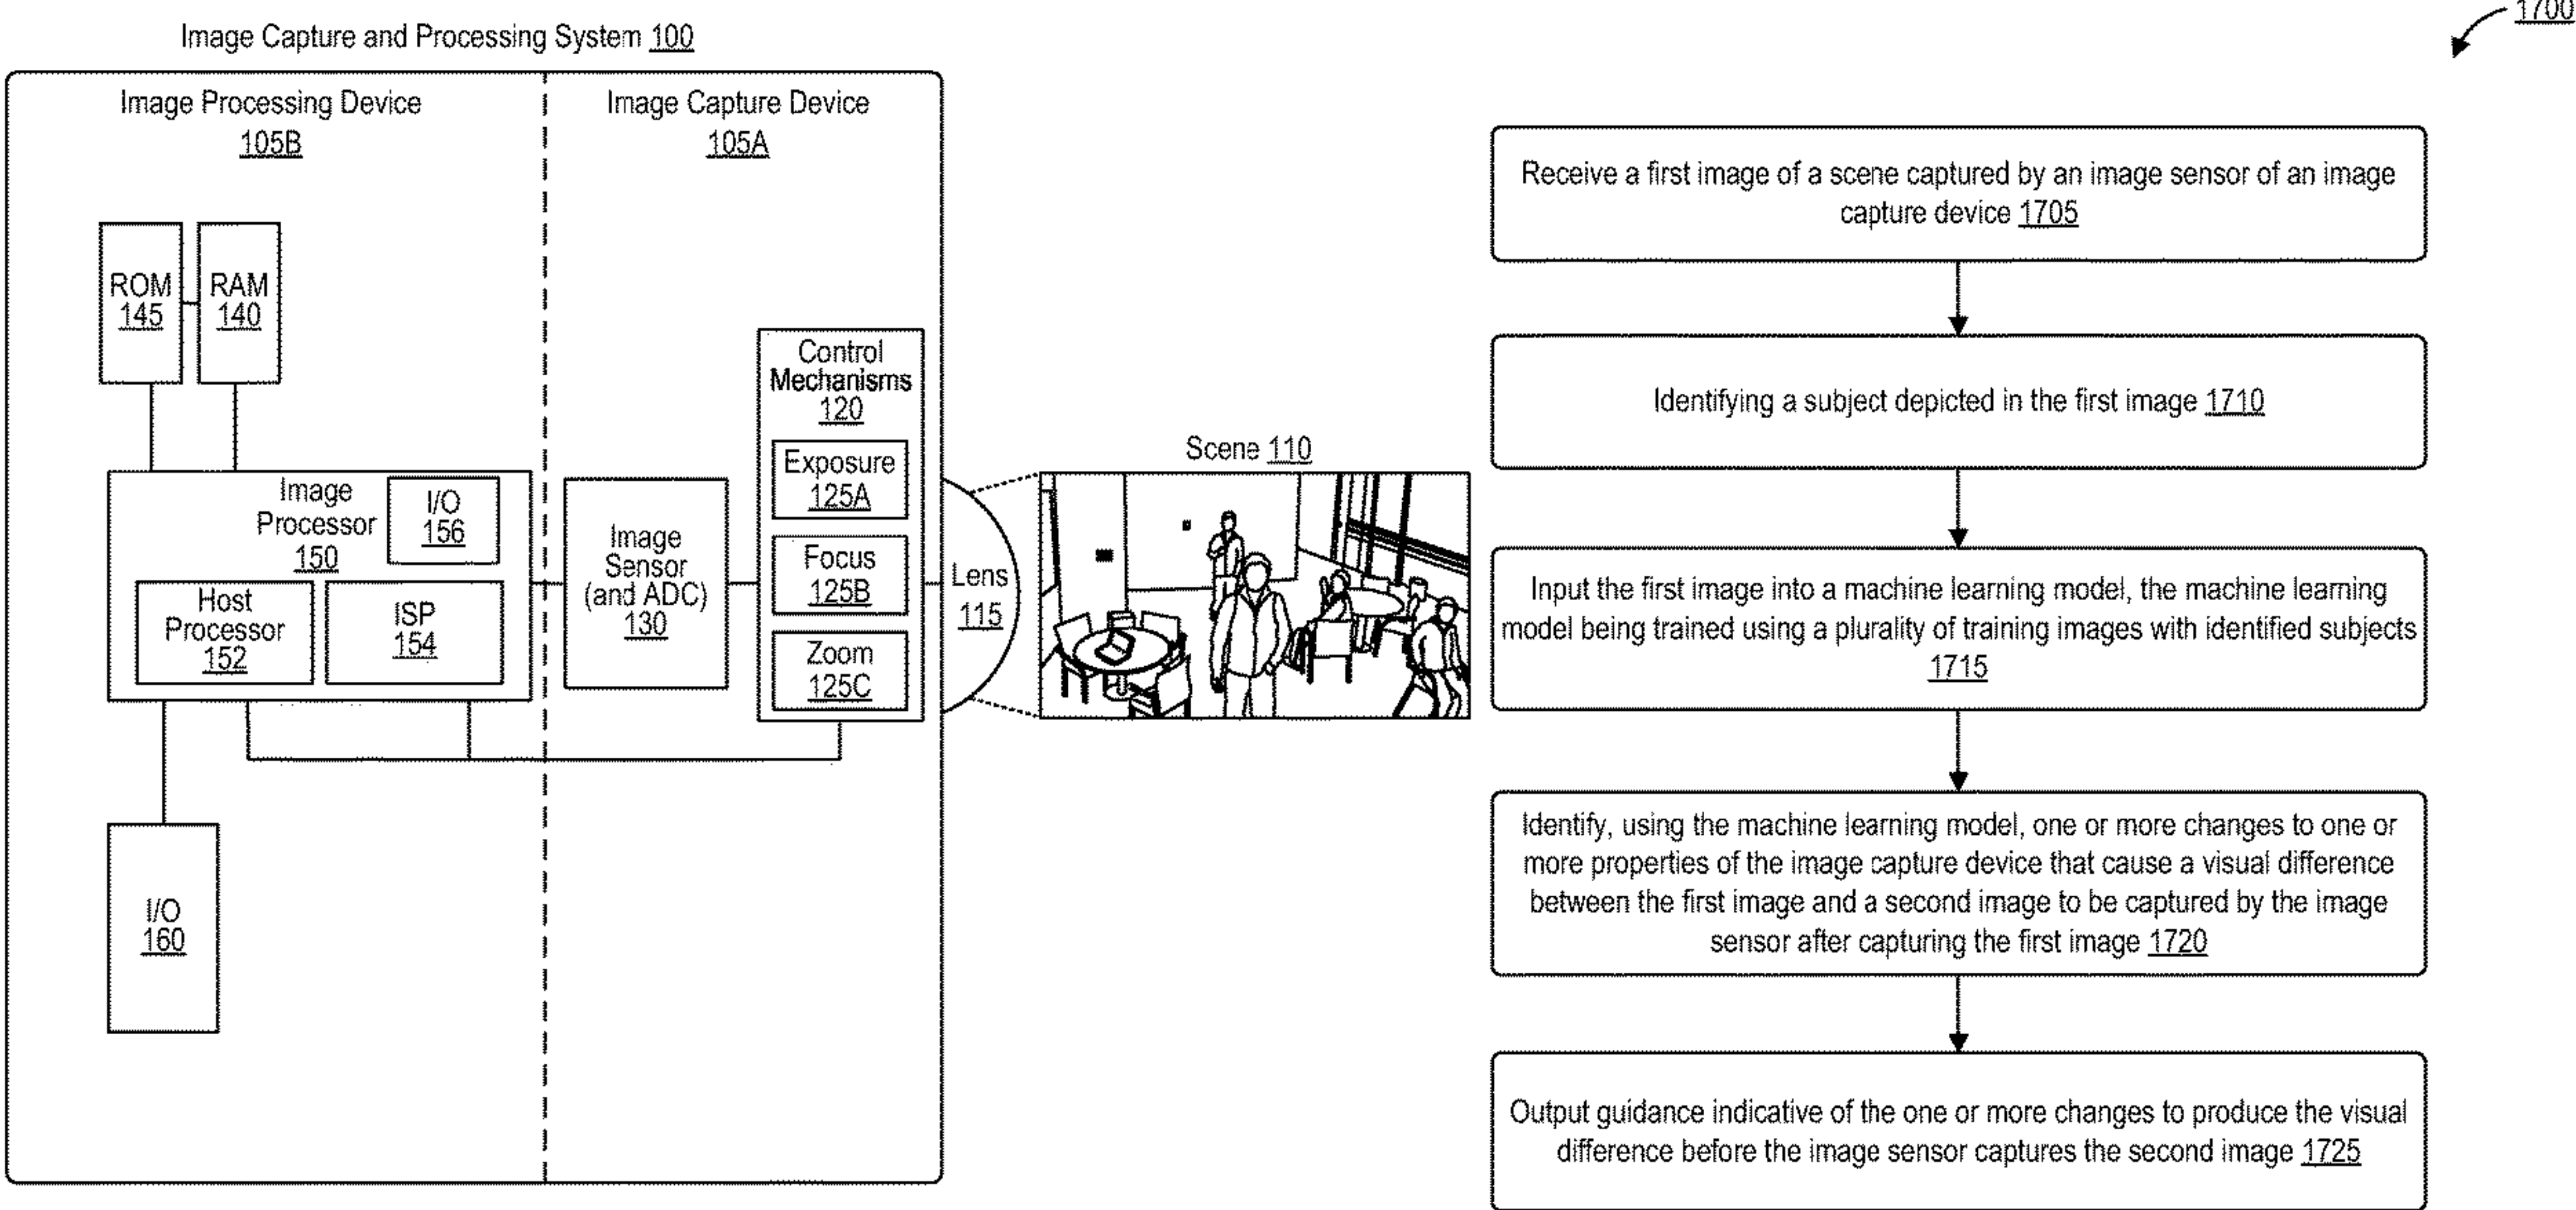 Image Capture and Processing System 100
Image Processing Device
105B
Image Capture Device
105A
ROM
145
RAM
140
Control
Mechanisms
120
Exposure
125A
Focus
125B
Zoom
125C
Image
Processor
150
I/O
156
Host
Processor
152
ISP
154
Image
Sensor
(and ADC)
130
Lens
115
I/O
160
Scene 110
1700
Receive a first image of a scene captured by an image sensor of an image
capture device 1705
Identifying a subject depicted in the first image 1710
Input the first image into a machine learning model, the machine learning
model being trained using a plurality of training images with identified subjects
1715
Identify, using the machine learning model, one or more changes to one or
more properties of the image capture device that cause a visual difference
between the first image and a second image to be captured by the image
sensor after capturing the first image 1720
Output guidance indicative of the one or more changes to produce the visual
difference before the image sensor captures the second image 1725